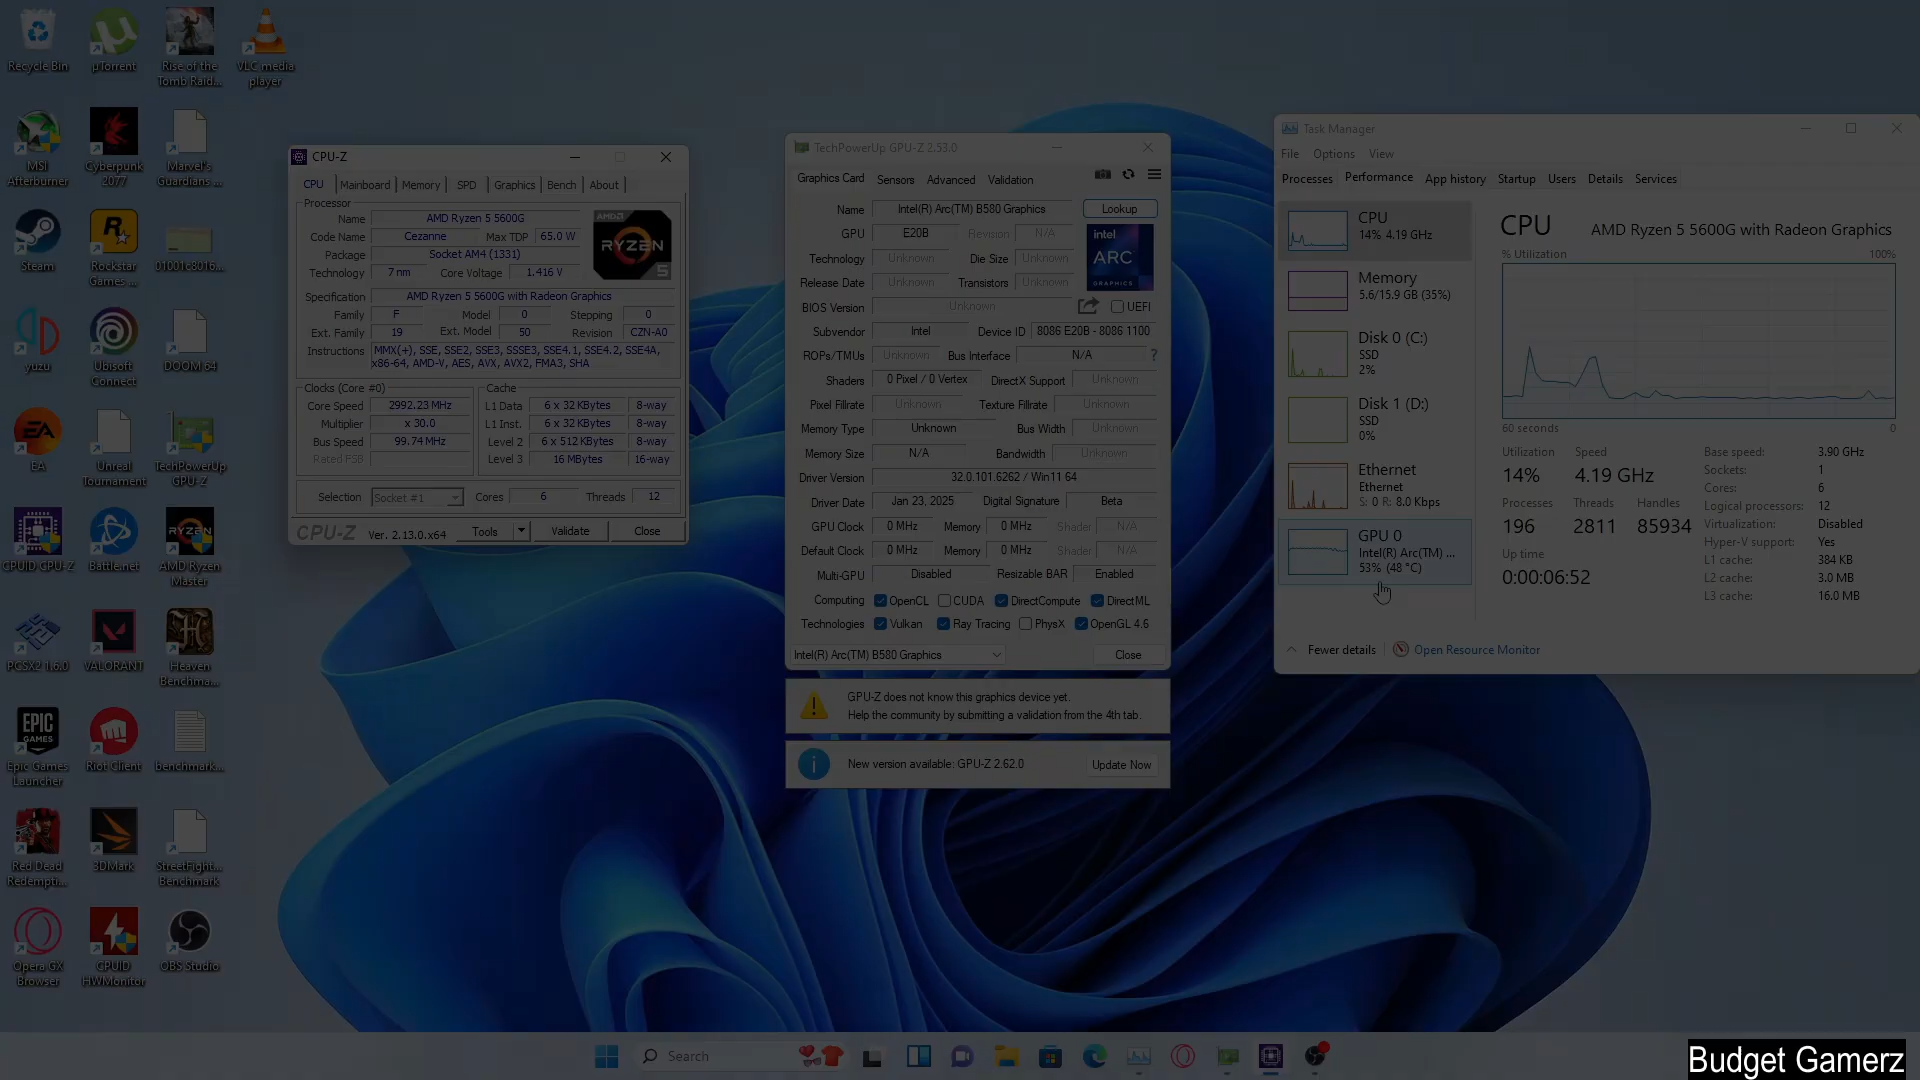 Recycle Bin
µTorrent
Rise of the
Tomb Raid...
VLC media
player
MSI
Afterburner
Cyberpunk
2077
Marvel's
Guardians ...
Steam
Rockstar
Games ...
01001c8016...
yuzu
Ubisoft
Connect
DOOM 64
EA
Unreal
Tournament
TechPowerUp
GPU-Z
CPUID CPU-Z
Battle.net
AMD Ryzen
Master
PCSX2 1.6.0
VALORANT
Heaven
Benchma...
Epic Games
Launcher
Riot Client
benchmark...
Red Dead
Redempti...
3DMark
StreetFight...
Benchmark
Opera GX
Browser
CPUID
HWMonitor
OBS Studio
CPU-Z
CPU Mainboard Memory SPD Graphics Bench About
Processor
Name AMD Ryzen 5 5600G
Code Name Cezanne Max TDP 65.0 W
Package Socket AM4 (1331)
Technology 7 nm Core Voltage 1.416 V
AMD RYZEN 5
Specification AMD Ryzen 5 5600G with Radeon Graphics
Family F Model 0 Stepping 0
Ext. Family 19 Ext. Model 50 Revision CZN-A0
Instructions MMX(+), SSE, SSE2, SSE3, SSSE3, SSE4.1, SSE4.2, SSE4A,
x86-64, AMD-V, AES, AVX, AVX2, FMA3, SHA
Clocks (Core #0) Cache
Core Speed 2992.23 MHz L1 Data 6 x 32 KBytes 8-way
Multiplier x 30.0 L1 Inst. 6 x 32 KBytes 8-way
Bus Speed 99.74 MHz Level 2 6 x 512 KBytes 8-way
Rated FSB Level 3 16 MBytes 16-way
Selection Socket #1 Cores 6 Threads 12
CPU-Z Ver. 2.13.0.x64 Tools Validate Close
TechPowerUp GPU-Z 2.53.0
Graphics Card Sensors Advanced Validation
Name Intel(R) Arc(TM) B580 Graphics Lookup
GPU E20B Revision N/A
Technology Unknown Die Size Unknown
Release Date Unknown Transistors Unknown
intel
ARC
GRAPHICS
BIOS Version Unknown UEFI
Subvendor Intel Device ID 8086 E20B - 8086 1100
ROPs/TMUs Unknown Bus Interface N/A ?
Shaders 0 Pixel / 0 Vertex DirectX Support Unknown
Pixel Fillrate Unknown Texture Fillrate Unknown
Memory Type Unknown Bus Width Unknown
Memory Size N/A Bandwidth Unknown
Driver Version 32.0.101.6262 / Win11 64
Driver Date Jan 23, 2025 Digital Signature Beta
GPU Clock 0 MHz Memory 0 MHz Shader N/A
Default Clock 0 MHz Memory 0 MHz Shader N/A
Multi-GPU Disabled Resizable BAR Enabled
Computing OpenCL CUDA DirectCompute DirectML
Technologies Vulkan Ray Tracing PhysX OpenGL 4.6
Intel(R) Arc(TM) B580 Graphics Close
GPU-Z does not know this graphics device yet.
Help the community by submitting a validation from the 4th tab.
New version available: GPU-Z 2.62.0 Update Now
Task Manager
File Options View
Processes Performance App history Startup Users Details Services
CPU
14% 4.19 GHz
Memory
5.6/15.9 GB (35%)
Disk 0 (C:)
SSD
2%
Disk 1 (D:)
SSD
0%
Ethernet
Ethernet
S: 0 R: 8.0 Kbps
GPU 0
Intel(R) Arc(TM) ...
53% (48 °C)
CPU AMD Ryzen 5 5600G with Radeon Graphics
% Utilization 100%
60 seconds 0
Utilization Speed
14% 4.19 GHz
Processes Threads Handles
196 2811 85934
Up time
0:00:06:52
Base speed: 3.90 GHz
Sockets: 1
Cores: 6
Logical processors: 12
Virtualization: Disabled
Hyper-V support: Yes
L1 cache: 384 KB
L2 cache: 3.0 MB
L3 cache: 16.0 MB
Fewer details Open Resource Monitor
EPIC
GAMES
Search
Budget Gamerz